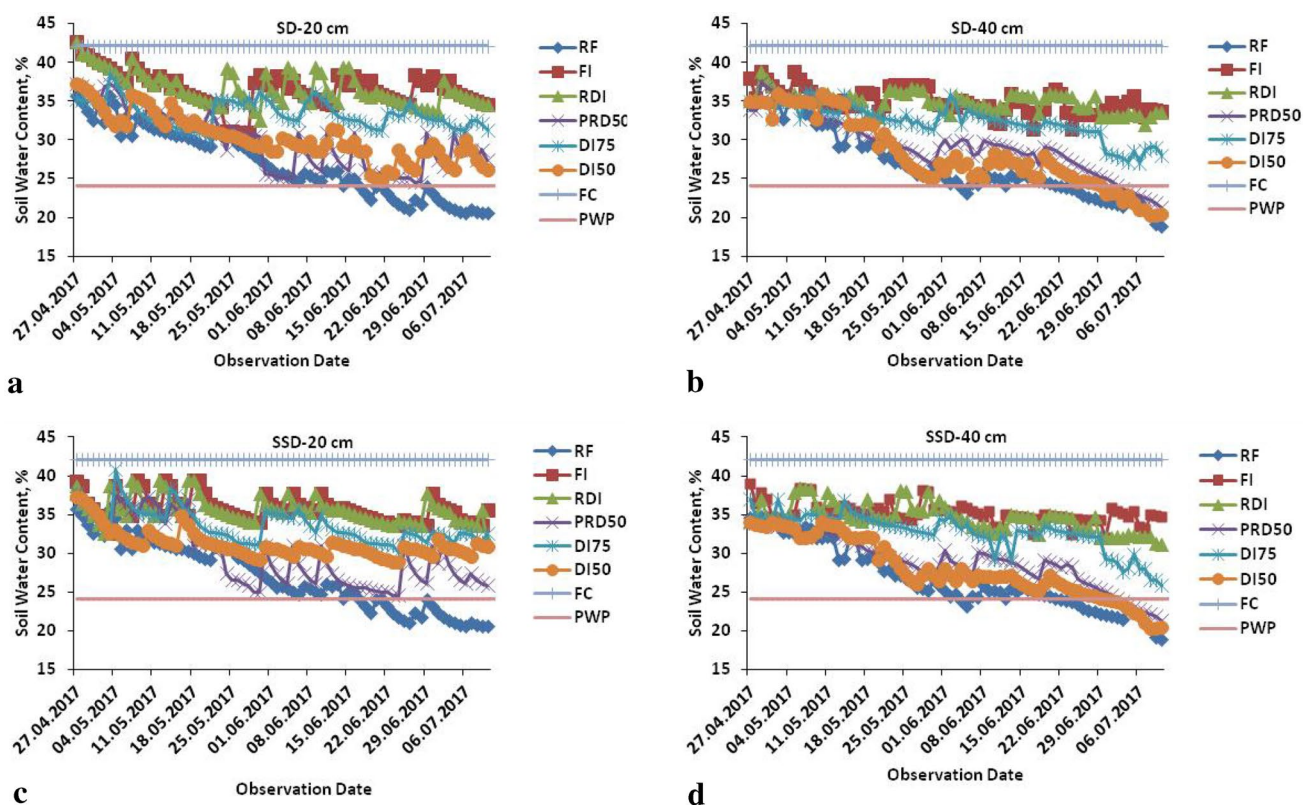 SD-20 cm
45
40
35
30
25
20
15
Soil Water Content, %
27.04.2017
04.05.2017
11.05.2017
18.05.2017
25.05.2017
01.06.2017
08.06.2017
15.06.2017
22.06.2017
29.06.2017
06.07.2017
Observation Date
RF
FI
RDI
PRD50
DI75
DI50
FC
PWP
a
SD-40 cm
45
40
35
30
25
20
15
Soil Water Content, %
27.04.2017
04.05.2017
11.05.2017
18.05.2017
25.05.2017
01.06.2017
08.06.2017
15.06.2017
22.06.2017
29.06.2017
06.07.2017
Observation Date
RF
FI
RDI
PRD50
DI75
DI50
FC
PWP
b
SSD-20 cm
45
40
35
30
25
20
15
Soil Water Content, %
27.04.2017
04.05.2017
11.05.2017
18.05.2017
25.05.2017
01.06.2017
08.06.2017
15.06.2017
22.06.2017
29.06.2017
06.07.2017
Observation Date
RF
FI
RDI
PRD50
DI75
DI50
FC
PWP
c
SSD-40 cm
45
40
35
30
25
20
15
Soil Water Content, %
27.04.2017
04.05.2017
11.05.2017
18.05.2017
25.05.2017
01.06.2017
08.06.2017
15.06.2017
22.06.2017
29.06.2017
06.07.2017
Observation Date
RF
FI
RDI
PRD50
DI75
DI50
FC
PWP
d